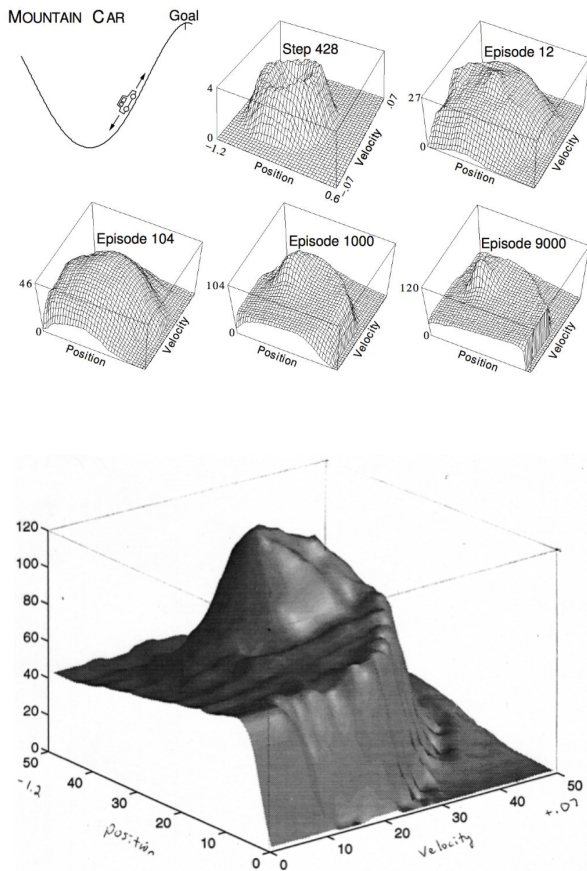 MOUNTAIN CAR
Goal
Step 428
4
0
-1.2
Position
0.6
-.07
Velocity
.07
Episode 12
27
0
Position
Velocity
Episode 104
46
0
Position
Velocity
Episode 1000
104
0
Position
Velocity
Episode 9000
120
0
Position
Velocity
120
100
80
60
40
20
0
50
40
30
20
10
0
-1.2
position
0
10
20
30
40
50
+.07
Velocity